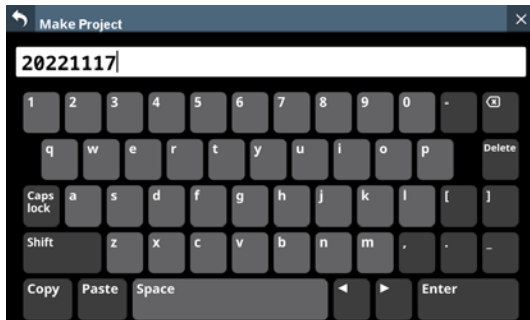 Make Project
20221117
1 2 3 4 5 6 7 8 9 0 -
q w e r t y u i o p Delete
Caps lock a s d f g h j k l [ ]
Shift z x c v b n m , . _
Copy Paste Space Enter